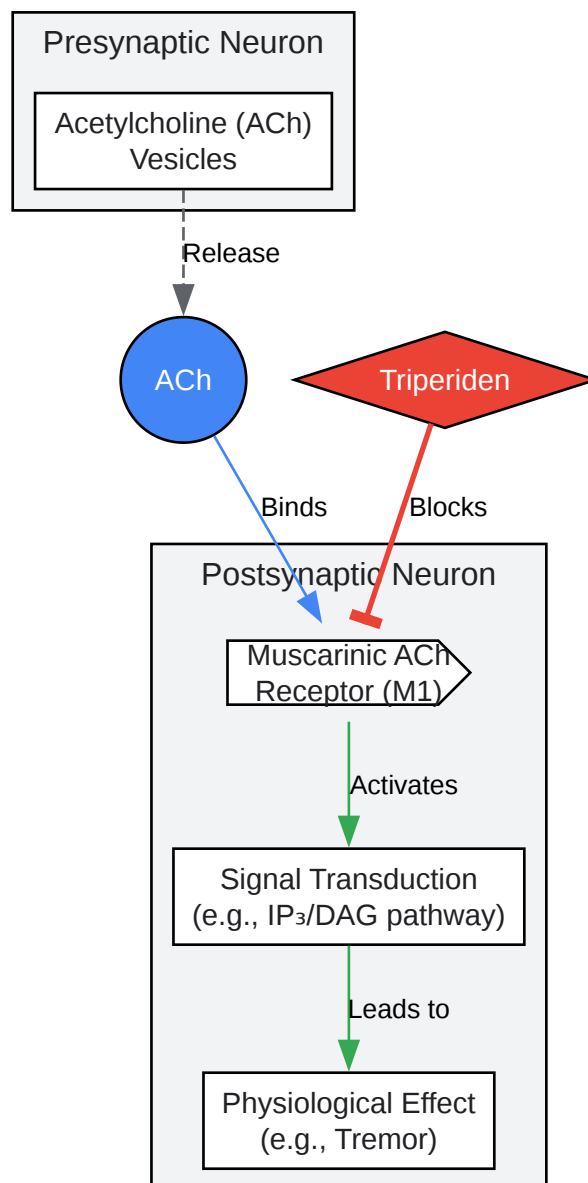 Presynaptic Neuron
Acetylcholine (ACh)
Vesicles
Release
ACh
Triperiden
Binds
Blocks
Postsynaptic Neuron
Muscarinic ACh
Receptor (M1)
Activates
Signal Transduction
(e.g., IP₃/DAG pathway)
Leads to
Physiological Effect
(e.g., Tremor)